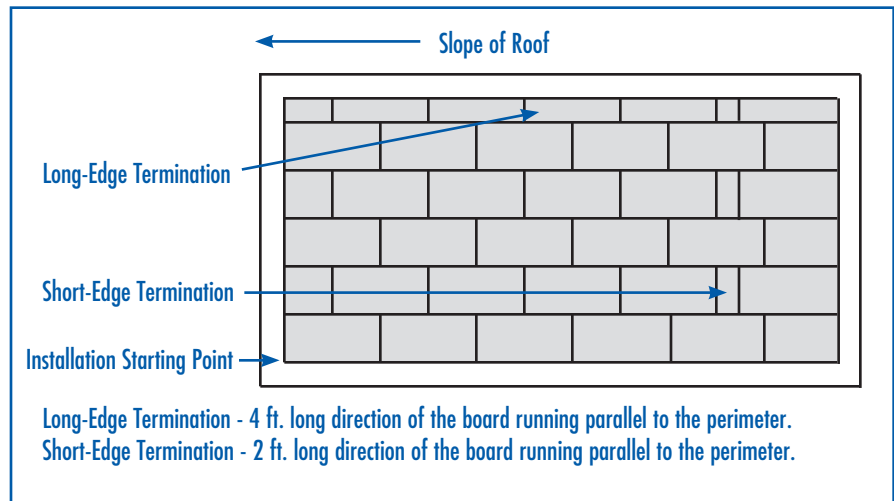 Slope of Roof
Long-Edge Termination
Short-Edge Termination
Installation Starting Point
Long-Edge Termination - 4 ft. long direction of the board running parallel to the perimeter.
Short-Edge Termination - 2 ft. long direction of the board running parallel to the perimeter.